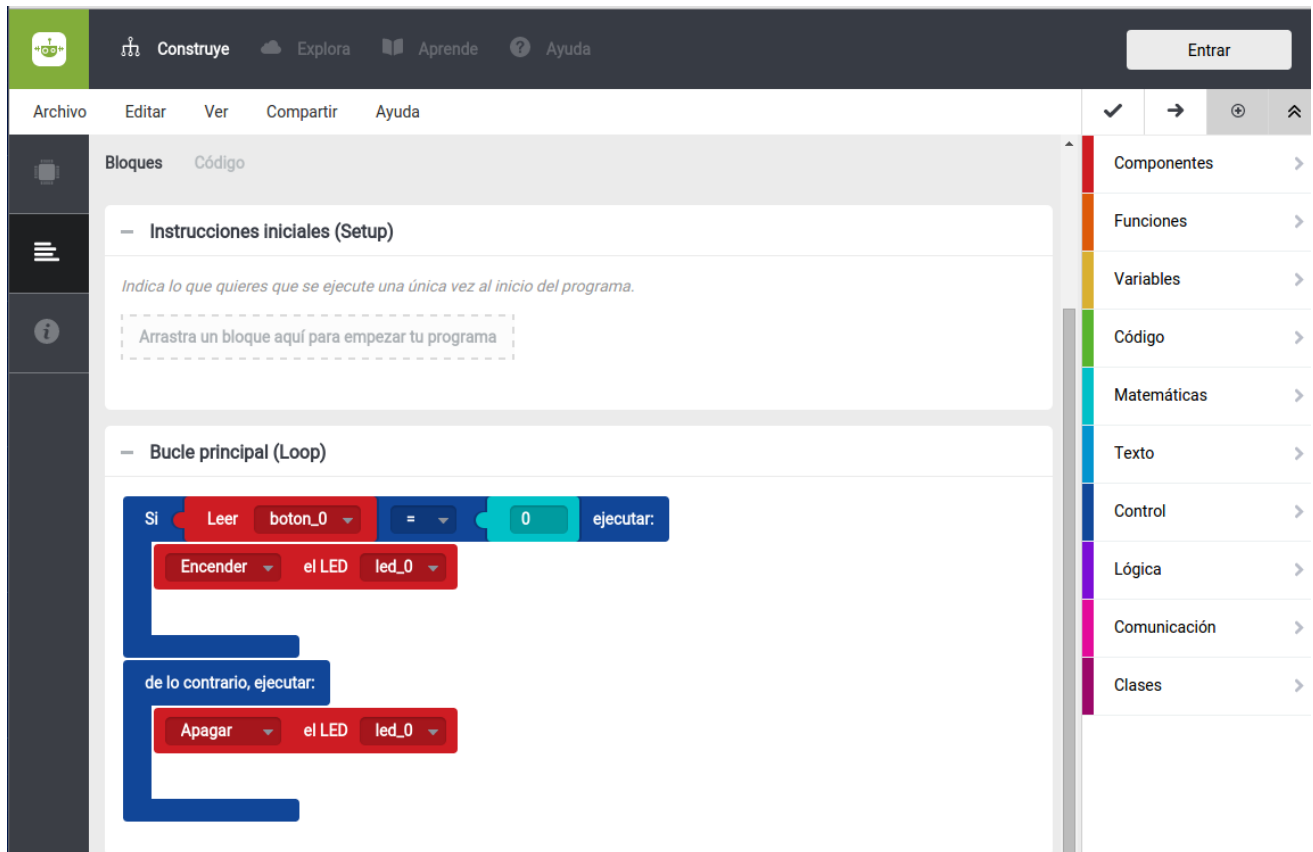 Construye Explora Aprende Ayuda Entrar
Archivo Editar Ver Compartir Ayuda
Bloques Código
Instrucciones iniciales (Setup)
Indica lo que quieres que se ejecute una única vez al inicio del programa.
Arrastra un bloque aquí para empezar tu programa
Bucle principal (Loop)
Si Leer boton_0 = 0 ejecutar:
Encender el LED led_0
de lo contrario, ejecutar:
Apagar el LED led_0
Componentes
Funciones
Variables
Código
Matemáticas
Texto
Control
Lógica
Comunicación
Clases